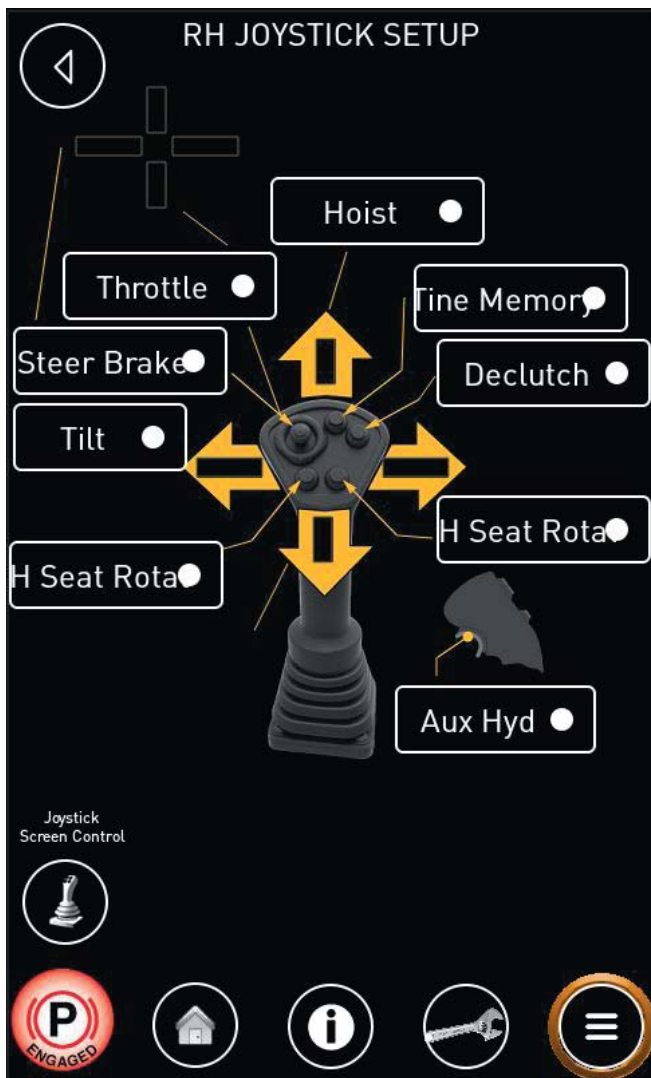 RH JOYSTICK SETUP
Hoist
Throttle
Tine Memory
Steer Brake
Declutch
Tilt
H Seat Rota
H Seat Rota
Aux Hyd
Joystick
Screen Control
P
ENGAGED
i